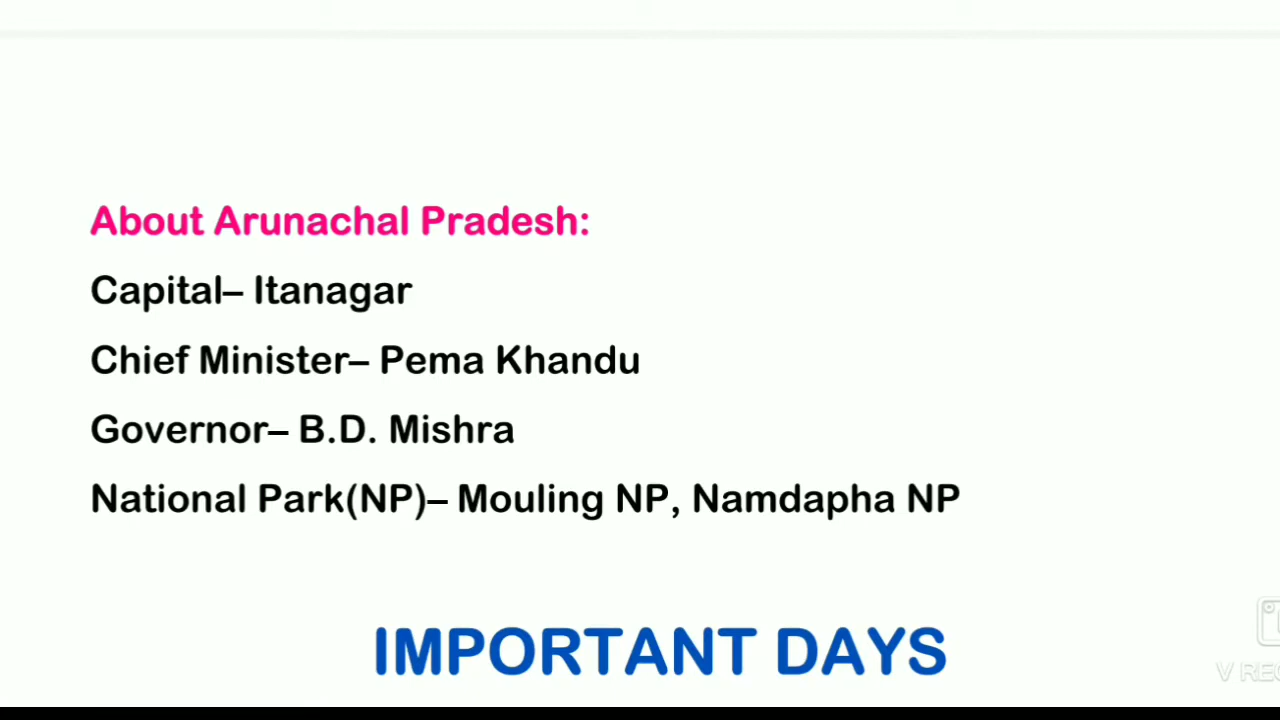 About Arunachal Pradesh:
Capital– Itanagar
Chief Minister– Pema Khandu
Governor– B.D. Mishra
National Park(NP)– Mouling NP, Namdapha NP
IMPORTANT DAYS